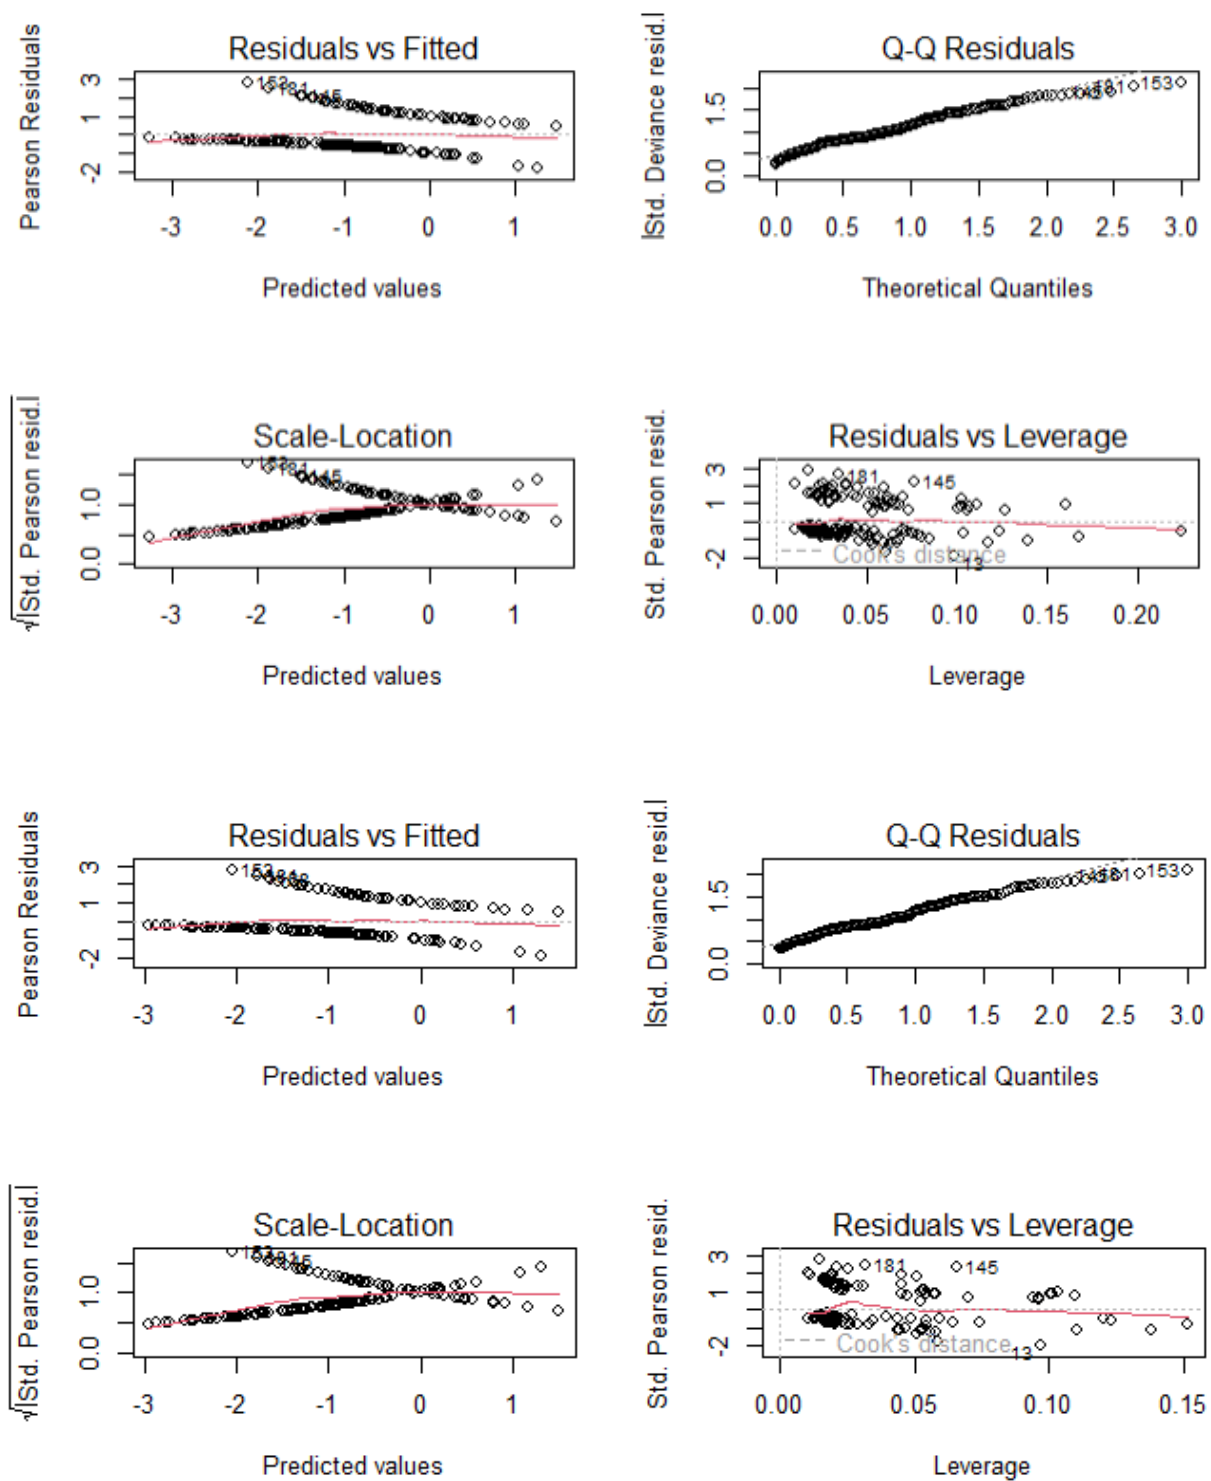 Residuals vs Fitted
Pearson Residuals
3
1
-2
153
-3 -2 -1 0 1
Predicted values
Q-Q Residuals
|Std. Deviance resid.|
1.5
0.0
153
0.0 0.5 1.0 1.5 2.0 2.5 3.0
Theoretical Quantiles
Scale-Location
√|Std. Pearson resid.|
1.0
0.0
-3 -2 -1 0 1
Predicted values
Residuals vs Leverage
Std. Pearson resid.
3
1
-2
181
145
13
Cook's distance
0.00 0.05 0.10 0.15 0.20
Leverage
Residuals vs Fitted
Pearson Residuals
3
1
-2
-3 -2 -1 0 1
Predicted values
Q-Q Residuals
|Std. Deviance resid.|
1.5
0.0
153
0.0 0.5 1.0 1.5 2.0 2.5 3.0
Theoretical Quantiles
Scale-Location
√|Std. Pearson resid.|
1.0
0.0
-3 -2 -1 0 1
Predicted values
Residuals vs Leverage
Std. Pearson resid.
3
1
-2
181
145
13
Cook's distance
0.00 0.05 0.10 0.15
Leverage